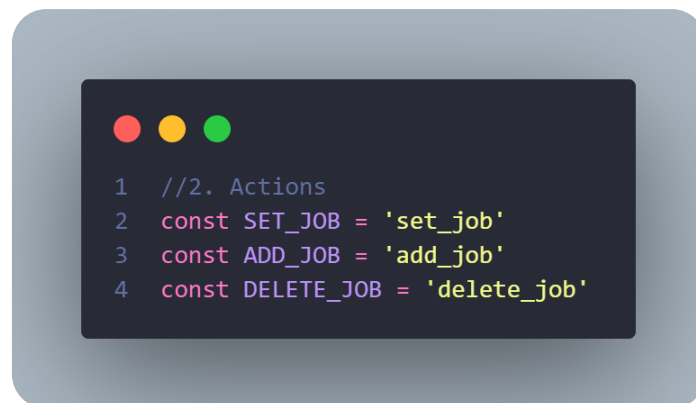 1 //2. Actions
2 const SET_JOB = 'set_job'
3 const ADD_JOB = 'add_job'
4 const DELETE_JOB = 'delete_job'